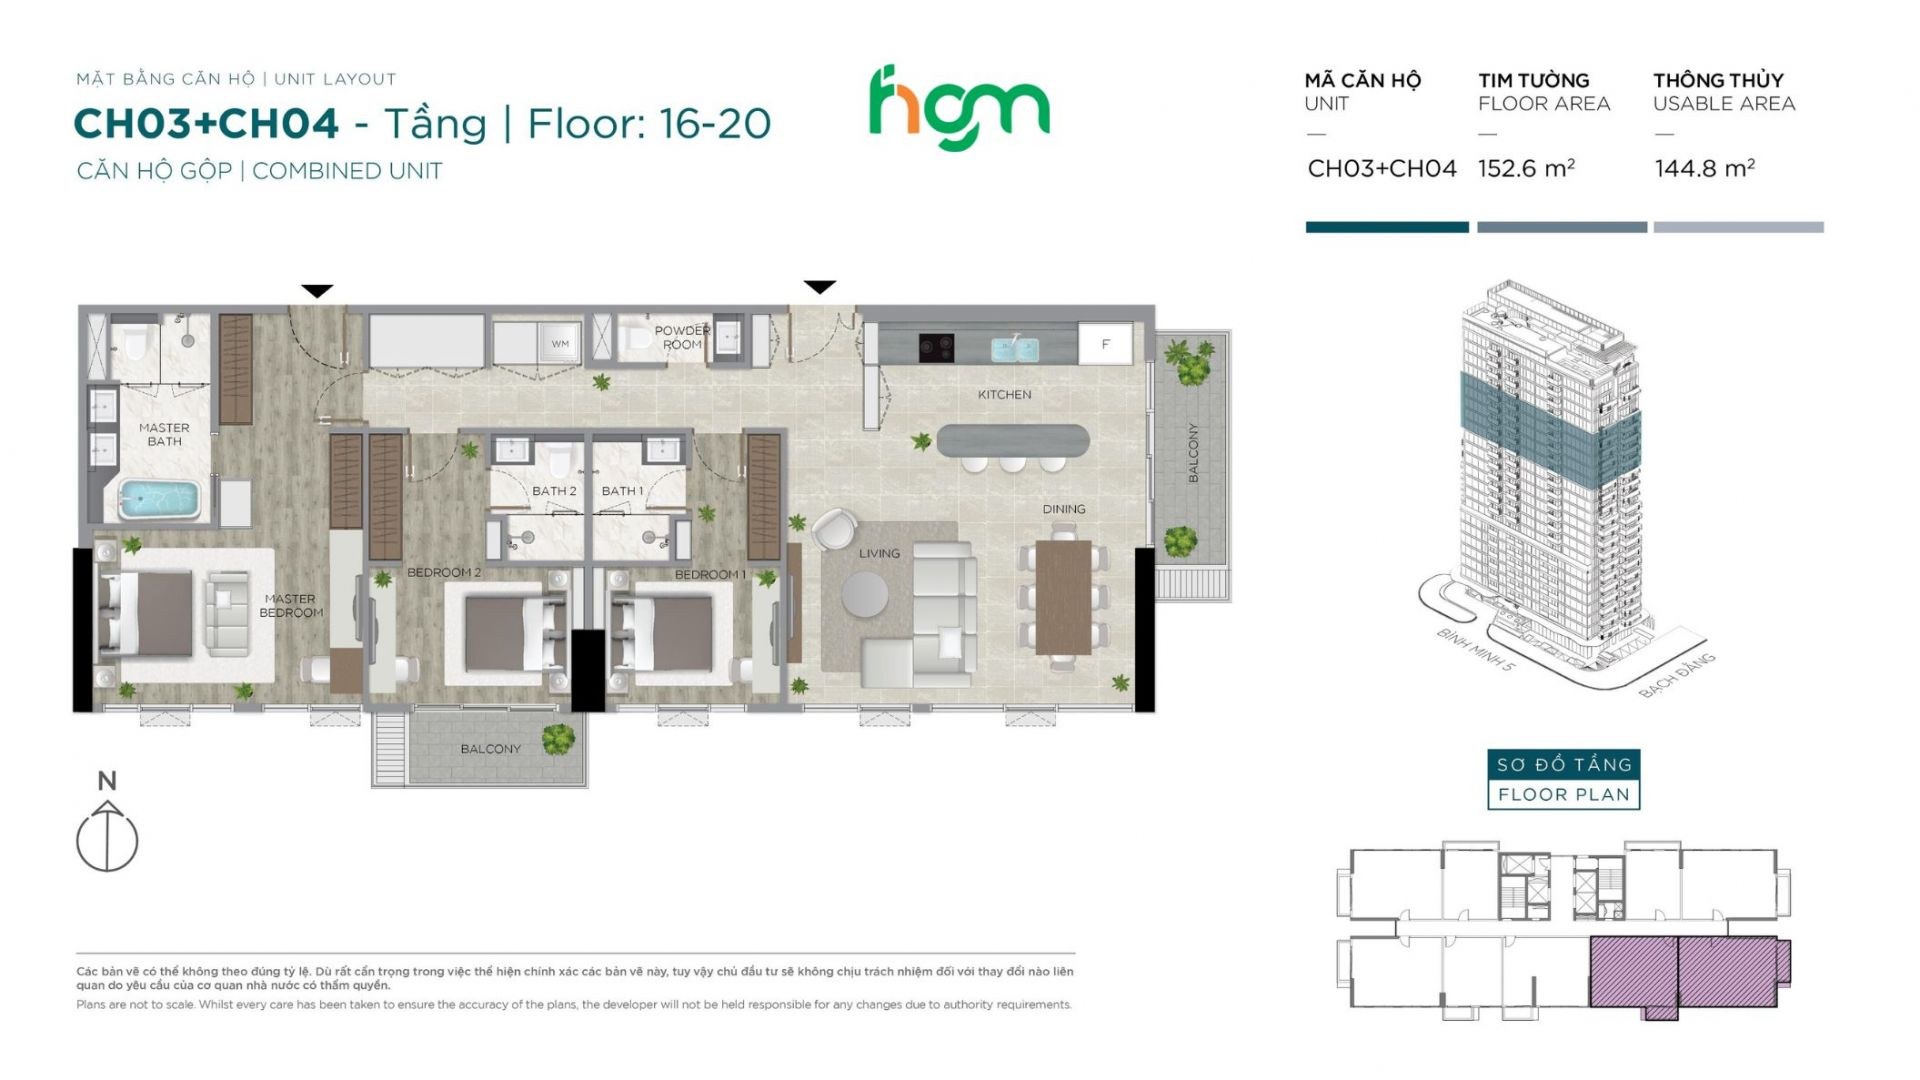 MẶT BẰNG CĂN HỘ | UNIT LAYOUT
CH03+CH04 - Tầng | Floor: 16-20
CĂN HỘ GỘP | COMBINED UNIT
hgm
MÃ CĂN HỘ
UNIT
—
CH03+CH04
TIM TƯỜNG
FLOOR AREA
—
152.6 m²
THÔNG THỦY
USABLE AREA
—
144.8 m²
POWDER
ROOM
WM
F
KITCHEN
MASTER
BATH
BALCONY
BATH 2
BATH 1
DINING
LIVING
BEDROOM 2
BEDROOM 1
MASTER
BEDROOM
BALCONY
N
BÌNH MINH 5
BẠCH ĐẰNG
SƠ ĐỒ TẦNG
FLOOR PLAN
Các bản vẽ có thể không theo đúng tỷ lệ. Dù rất cẩn trọng trong việc thể hiện chính xác các bản vẽ này, tuy vậy chủ đầu tư sẽ không chịu trách nhiệm đối với thay đổi nào liên
quan do yêu cầu của cơ quan nhà nước có thẩm quyền.
Plans are not to scale. Whilst every care has been taken to ensure the accuracy of the plans, the developer will not be held responsible for any changes due to authority requirements.